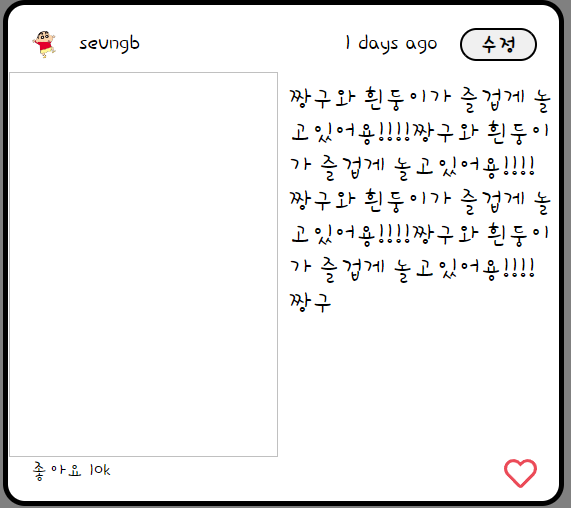 seungb
1 days ago
수정
짱구와 흰둥이가 즐겁게 놀
고있어용!!!!짱구와 흰둥이
가 즐겁게 놀고있어용!!!!
짱구와 흰둥이가 즐겁게 놀
고있어용!!!!짱구와 흰둥이
가 즐겁게 놀고있어용!!!!
짱구
좋아요 10k